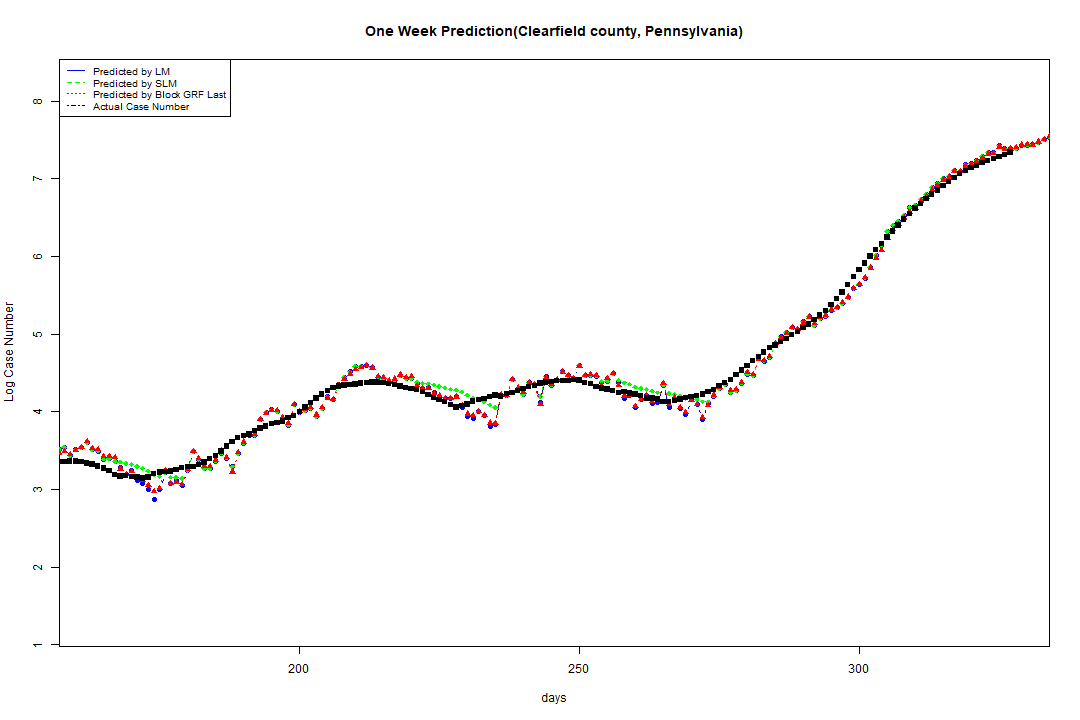 One Week Prediction(Clearfield county, Pennsylvania)
Predicted by LM
Predicted by SLM
Predicted by Block GRF Last
Actual Case Number
8
7
6
5
4
3
2
1
Log Case Number
200
250
300
days